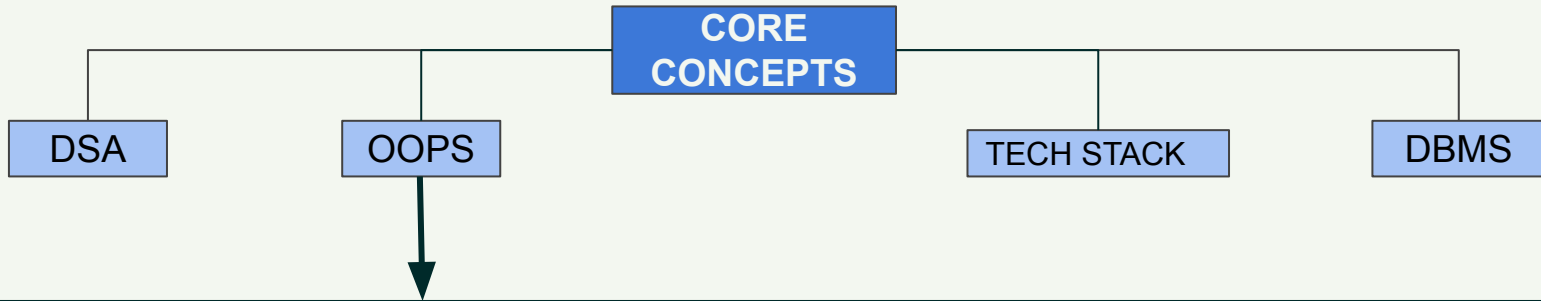 CORE
CONCEPTS
DSA
OOPS
TECH STACK
DBMS